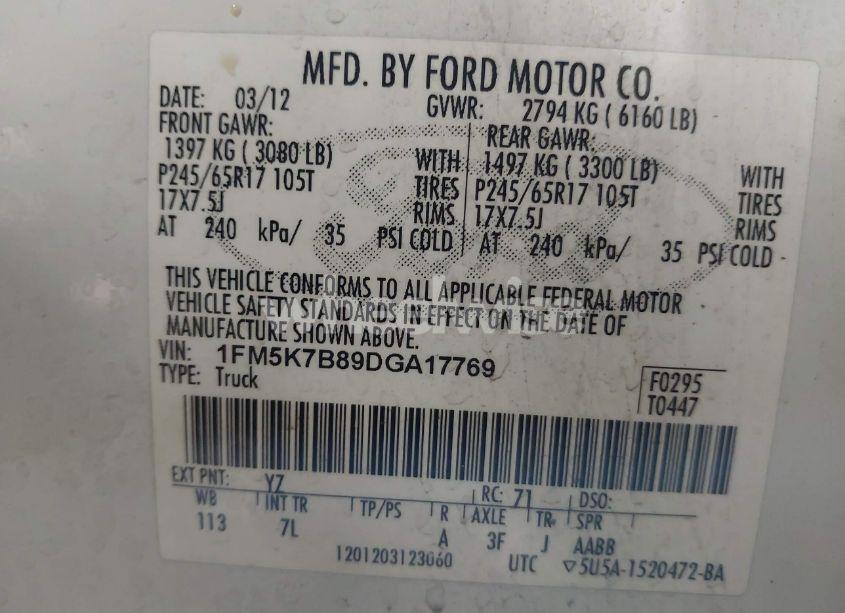 MFD. BY FORD MOTOR CO.
DATE: 03/12 GVWR: 2794 KG ( 6160 LB)
FRONT GAWR: REAR GAWR:
1397 KG ( 3080 LB) WITH 1497 KG ( 3300 LB) WITH
P245/65R17 105T TIRES P245/65R17 105T TIRES
17X7.5J RIMS 17X7.5J RIMS
AT 240 kPa/ 35 PSI COLD AT 240 kPa/ 35 PSI COLD
THIS VEHICLE CONFORMS TO ALL APPLICABLE FEDERAL MOTOR
VEHICLE SAFETY STANDARDS IN EFFECT ON THE DATE OF
MANUFACTURE SHOWN ABOVE.
VIN: 1FM5K7B89DGA17769
TYPE: Truck
F0295
T0447
EXT PNT: YZ RC: 71 DSO:
WB INT TR TP/PS R AXLE TR SPR
113 7L A 3F J AABB
1201203123060 UTC ▽5U5A-1520472-BA